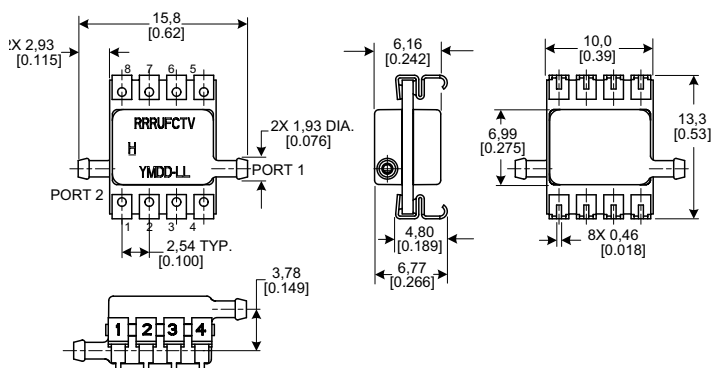 15,8
[0.62]
2X 2,93
[0.115]
8 7 6 5
RRRUFCTV
H
YMDD-LL
2X 1,93 DIA.
[0.076]
PORT 1
PORT 2
1 2 3 4
2,54 TYP.
[0.100]
6,16
[0.242]
4,80
[0.189]
6,77
[0.266]
10,0
[0.39]
6,99
[0.275]
13,3
[0.53]
8X 0,46
[0.018]
3,78
[0.149]
1 2 3 4